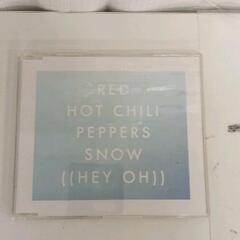 RED
HOT CHILI
PEPPERS
SNOW
((HEY OH))